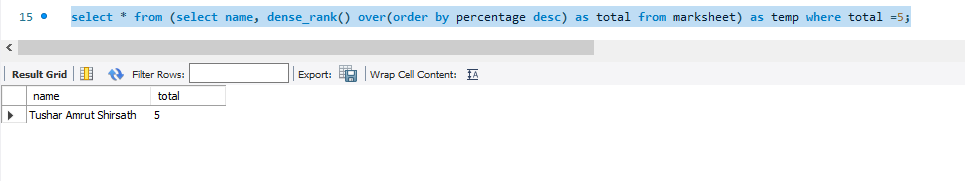 15 select * from (select name, dense_rank() over(order by percentage desc) as total from marksheet) as temp where total =5;
Result Grid Filter Rows: Export: Wrap Cell Content: IA
name total
Tushar Amrut Shirsath 5